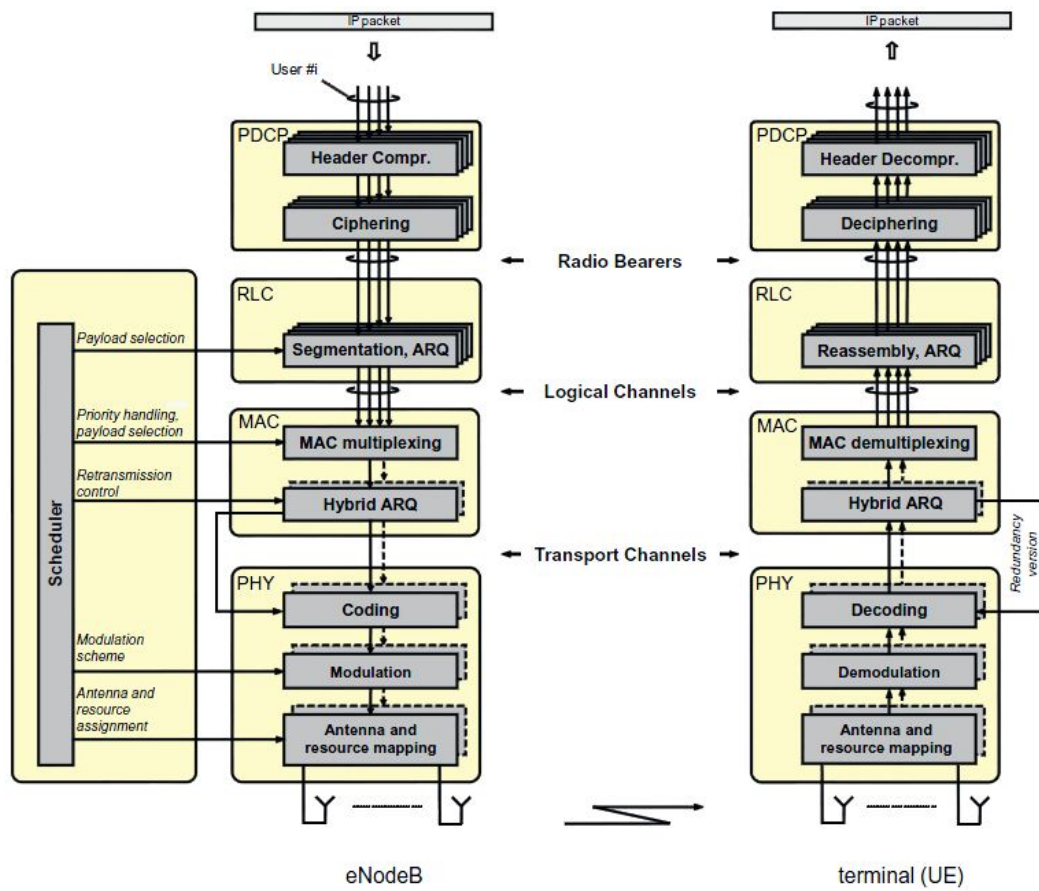 IP packet
User #i
PDCP
Header Compr.
Ciphering
RLC
Segmentation, ARQ
MAC
MAC multiplexing
Hybrid ARQ
PHY
Coding
Modulation
Antenna and
resource mapping
eNodeB
Scheduler
Payload selection
Priority handling,
payload selection
Retransmission
control
Modulation
scheme
Antenna and
resource
assignment
Radio Bearers
Logical Channels
Transport Channels
IP packet
PDCP
Header Decompr.
Deciphering
RLC
Reassembly, ARQ
MAC
MAC demultiplexing
Hybrid ARQ
Redundancy
version
PHY
Decoding
Demodulation
Antenna and
resource mapping
terminal (UE)